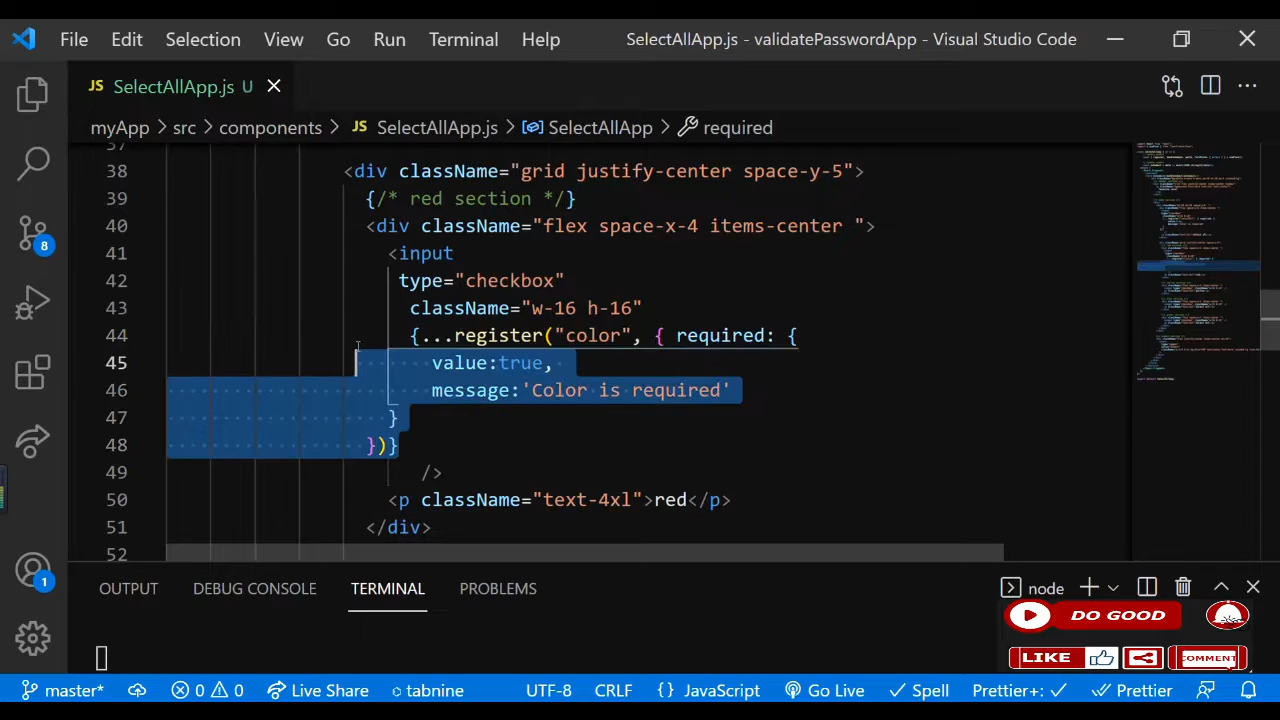 File Edit Selection View Go Run Terminal Help SelectAllApp.js - validatePasswordApp - Visual Studio Code
JS SelectAllApp.js U
myApp > src > components > JS SelectAllApp.js > SelectAllApp > required
37
38 <div className="grid justify-center space-y-5">
39 {/* red section */}
40 <div className="flex space-x-4 items-center ">
41 <input
42 type="checkbox"
43 className="w-16 h-16"
44 {...register("color", { required: {
45 value:true,
46 message:'Color is required'
47 }
48 })}
49 />
50 <p className="text-4xl">red</p>
51 </div>
52
8
1
OUTPUT DEBUG CONSOLE TERMINAL PROBLEMS
node
DO GOOD
LIKE COMMENT
master* 0 0 Live Share tabnine UTF-8 CRLF {} JavaScript Go Live Spell Prettier+: Prettier